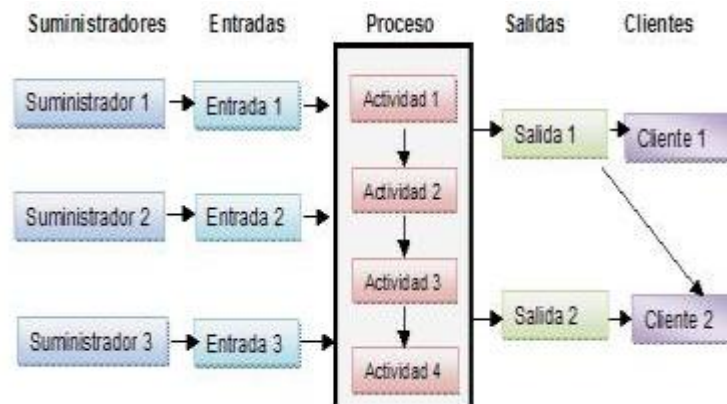 Suministradores Entradas Proceso Salidas Clientes
Suministrador 1 Entrada 1 Actividad 1
Salida 1 Cliente 1
Suministrador 2 Entrada 2 Actividad 2
Actividad 3
Salida 2 Cliente 2
Suministrador 3 Entrada 3
Actividad 4